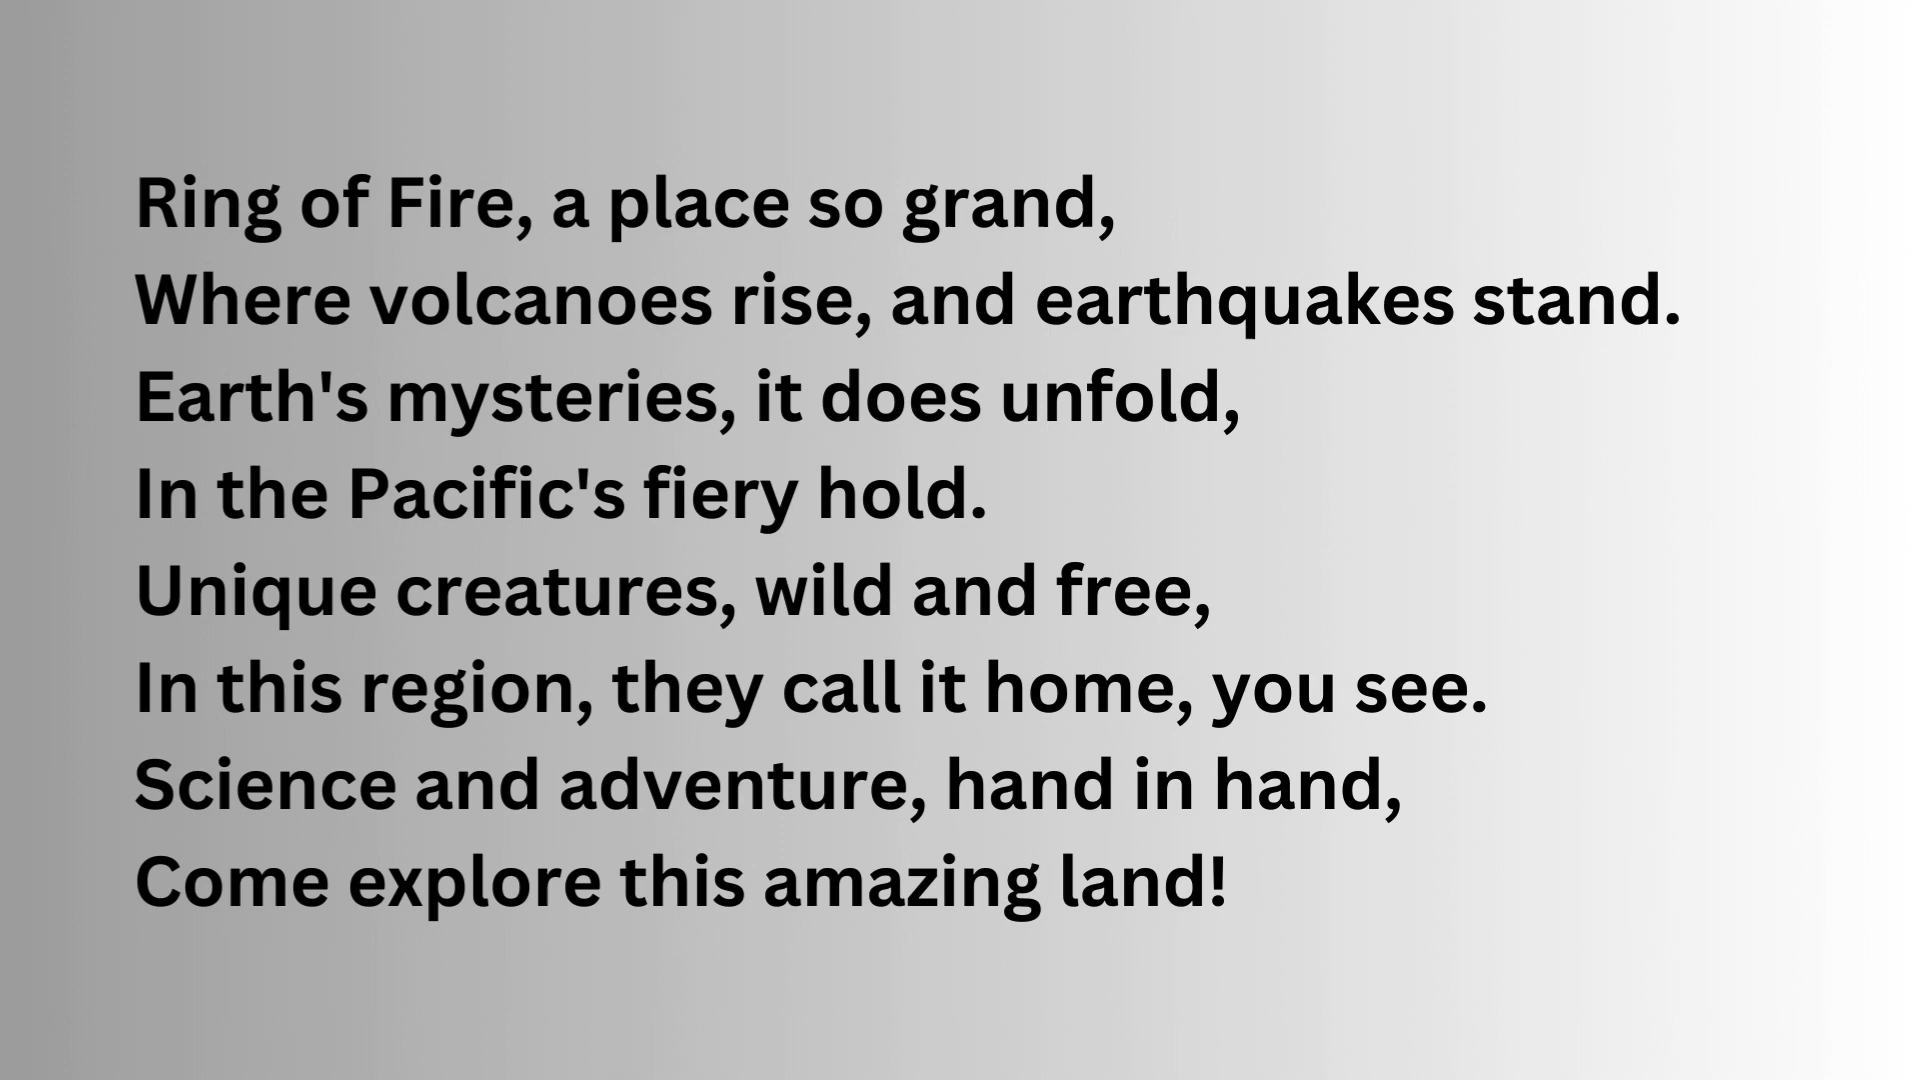 Ring of Fire, a place so grand,
Where volcanoes rise, and earthquakes stand.
Earth's mysteries, it does unfold,
In the Pacific's fiery hold.
Unique creatures, wild and free,
In this region, they call it home, you see.
Science and adventure, hand in hand,
Come explore this amazing land!